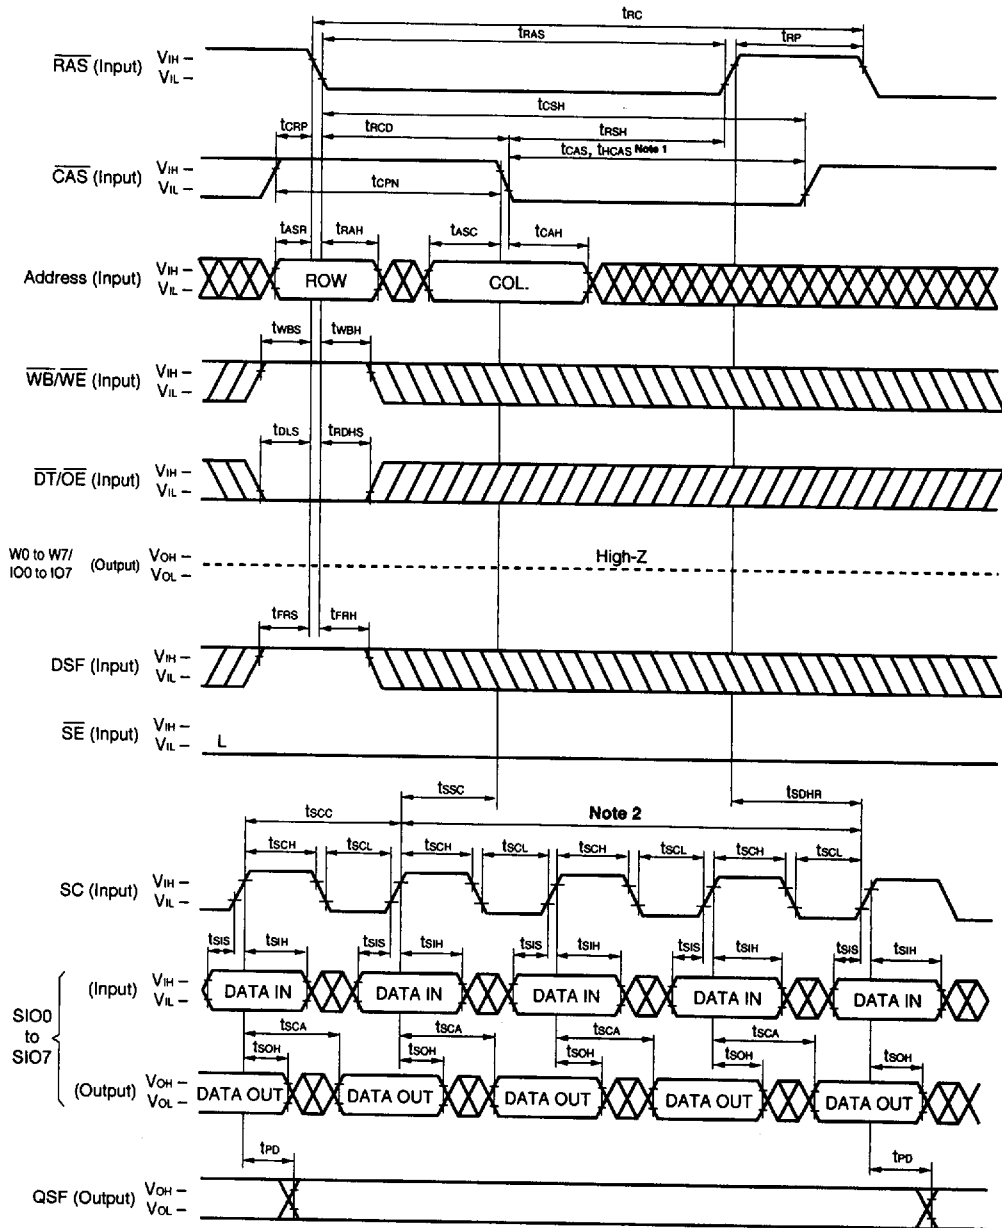 tRC
tRAS
tRP
RAS (Input) VIH –
VIL –
tCSH
tCRP tRCD tRSH
tCAS, tHCAS Note 1
CAS (Input) VIH –
VIL –
tCPN
tASR tRAH tASC tCAH
Address (Input) VIH –
VIL –
ROW COL.
tWBS tWBH
WB/WE (Input) VIH –
VIL –
tDLS tRDHS
DT/OE (Input) VIH –
VIL –
W0 to W7/
IO0 to IO7 (Output) VOH –
VOL –
High-Z
tFRS tFRH
DSF (Input) VIH –
VIL –
SE (Input) VIH –
VIL –
L
tSSC tSDHR
tSCC Note 2
tSCH tSCL tSCH tSCL tSCH tSCL tSCH tSCL
SC (Input) VIH –
VIL –
tSIS tSIH tSIS tSIH tSIS tSIH tSIS tSIH tSIS tSIH
SIO0
to
SIO7
(Input) VIH –
VIL –
DATA IN DATA IN DATA IN DATA IN DATA IN
tSCA tSCA tSCA tSCA
tSOH tSOH tSOH tSOH tSOH
(Output) VOH –
VOL –
DATA OUT DATA OUT DATA OUT DATA OUT DATA OUT
tPD tPD
QSF (Output) VOH –
VOL –